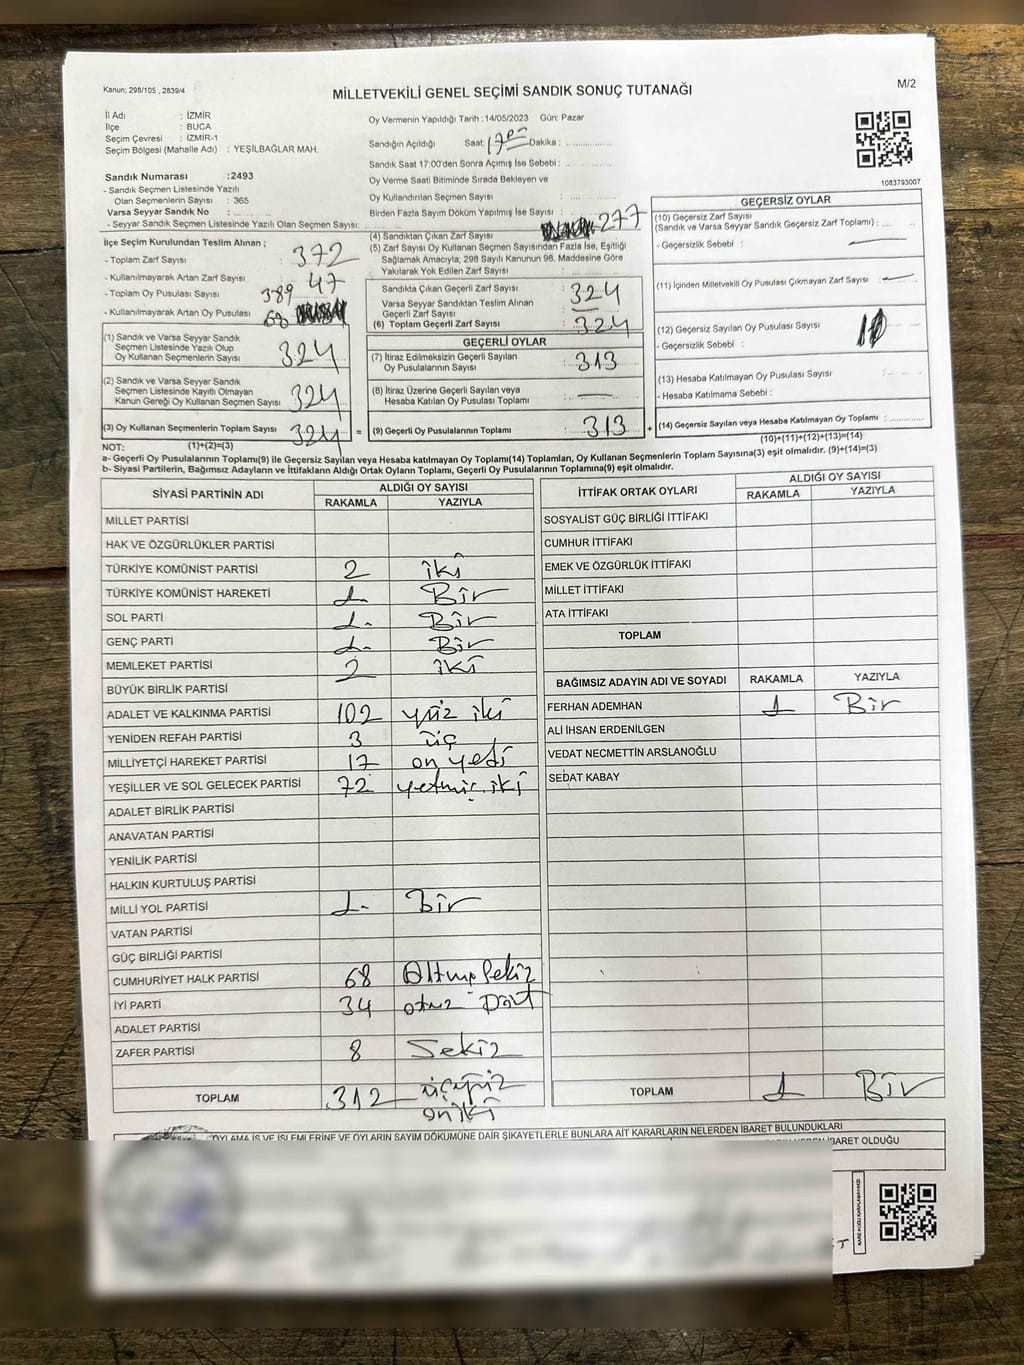 Kanun; 298/105 , 2839/4
MİLLETVEKİLİ GENEL SEÇİMİ SANDIK SONUÇ TUTANAĞI
M/2
İl Adı : İZMİR
İlçe : BUCA
Seçim Çevresi : İZMİR-1
Seçim Bölgesi (Mahalle Adı) : YEŞİLBAĞLAR MAH.
Oy Vermenin Yapıldığı Tarih :14/05/2023 Gün: Pazar
Sandığın Açıldığı Saat: Dakika :
Sandık Saat 17:00'den Sonra Açımış İse Sebebi :
Oy Verme Saati Bitiminde Sırada Bekleyen ve
Oy Kullandırılan Seçmen Sayısı :
Birden Fazla Sayım Döküm Yapılmış İse Sayısı :
1083793007
Sandık Numarası :2493
- Sandık Seçmen Listesinde Yazılı
Olan Seçmenlerin Sayısı : 365
Varsa Seyyar Sandık No :
- Seyyar Sandık Seçmen Listesinde Yazılı Olan Seçmen Sayısı:
İlçe Seçim Kurulundan Teslim Alınan ;
- Toplam Zarf Sayısı : 372
- Kullanılmayarak Artan Zarf Sayısı : 47
- Toplam Oy Pusulası Sayısı : 389
- Kullanılmayarak Artan Oy Pusulası : 68
(1) Sandık ve Varsa Seyyar Sandık
Seçmen Listesinde Yazılı Olup
Oy Kullanan Seçmenlerin Sayısı : 324
(2) Sandık ve Varsa Seyyar Sandık
Seçmen Listesinde Kayıtlı Olmayan
Kanun Gereği Oy Kullanan Seçmen Sayısı : 324
(3) Oy Kullanan Seçmenlerin Toplam Sayısı : 324
(1)+(2)=(3)
(4) Sandıktan Çıkan Zarf Sayısı : 277
(5) Zarf Sayısı Oy Kullanan Seçmen Sayısından Fazla İse, Eşitliği
Sağlamak Amacıyla; 298 Sayılı Kanunun 98. Maddesine Göre
Yakılarak Yok Edilen Zarf Sayısı :
Sandıkta Çıkan Geçerli Zarf Sayısı : 324
Varsa Seyyar Sandıktan Teslim Alınan
Geçerli Zarf Sayısı :
(6) Toplam Geçerli Zarf Sayısı : 324
GEÇERLİ OYLAR
(7) İtiraz Edilmeksizin Geçerli Sayılan
Oy Pusulalarının Sayısı : 313
(8) İtiraz Üzerine Geçerli Sayılan veya
Hesaba Katılan Oy Pusulası Toplamı : —
= (9) Geçerli Oy Pusulalarının Toplamı : 313 +
GEÇERSİZ OYLAR
(10) Geçersiz Zarf Sayısı
(Sandık ve Varsa Seyyar Sandık Geçersiz Zarf Toplamı) :
- Geçersizlik Sebebi : —
(11) İçinden Milletvekili Oy Pusulası Çıkmayan Zarf Sayısı : —
(12) Geçersiz Sayılan Oy Pusulası Sayısı :
- Geçersizlik Sebebi :
(13) Hesaba Katılmayan Oy Pusulası Sayısı :
- Hesaba Katılmama Sebebi :
(14) Geçersiz Sayılan veya Hesaba Katılmayan Oy Toplamı :
(10)+(11)+(12)+(13)=(14)
NOT:
a- Geçerli Oy Pusulalarının Toplamı(9) ile Geçersiz Sayılan veya Hesaba katılmayan Oy Toplamı(14) Toplamları, Oy Kullanan Seçmenlerin Toplam Sayısına(3) eşit olmalıdır. (9)+(14)=(3)
b- Siyasi Partilerin, Bağımsız Adayların ve İttifakların Aldığı Ortak Oyların Toplamı, Geçerli Oy Pusulalarının Toplamına(9) eşit olmalıdır.
SİYASİ PARTİNİN ADI ALDIĞI OY SAYISI
RAKAMLA YAZIYLA
MİLLET PARTİSİ
HAK VE ÖZGÜRLÜKLER PARTİSİ
TÜRKİYE KOMÜNİST PARTİSİ 2 iki
TÜRKİYE KOMÜNİST HAREKETİ 1. Bir
SOL PARTİ 1. Bir
GENÇ PARTİ 1. Bir
MEMLEKET PARTİSİ 2 iki
BÜYÜK BİRLİK PARTİSİ
ADALET VE KALKINMA PARTİSİ 102 yüz iki
YENİDEN REFAH PARTİSİ 3 üç
MİLLİYETÇİ HAREKET PARTİSİ 17 on yedi
YEŞİLLER VE SOL GELECEK PARTİSİ 72 yetmiş iki
ADALET BİRLİK PARTİSİ
ANAVATAN PARTİSİ
YENİLİK PARTİSİ
HALKIN KURTULUŞ PARTİSİ
MİLLİ YOL PARTİSİ 1. Bir
VATAN PARTİSİ
GÜÇ BİRLİĞİ PARTİSİ
CUMHURİYET HALK PARTİSİ 68 Altmış Sekiz
İYİ PARTİ 34 otuz Dört
ADALET PARTİSİ
ZAFER PARTİSİ 8 Sekiz
TOPLAM 312 üçyüz
on iki
İTTİFAK ORTAK OYLARI ALDIĞI OY SAYISI
RAKAMLA YAZIYLA
SOSYALİST GÜÇ BİRLİĞİ İTTİFAKI
CUMHUR İTTİFAKI
EMEK VE ÖZGÜRLÜK İTTİFAKI
MİLLET İTTİFAKI
ATA İTTİFAKI
TOPLAM
BAĞIMSIZ ADAYIN ADI VE SOYADI RAKAMLA YAZIYLA
FERHAN ADEMHAN 1 Bir
ALİ İHSAN ERDENİLGEN
VEDAT NECMETTİN ARSLANOĞLU
SEDAT KABAY
TOPLAM 1 Bir
OYLAMA İŞ VE İŞLEMLERİNE VE OYLARIN SAYIM DÖKÜMÜNE DAİR ŞİKAYETLERLE BUNLARA AİT KARARLARIN NELERDEN İBARET BULUNDUKLARI
İBARET OLDUĞU